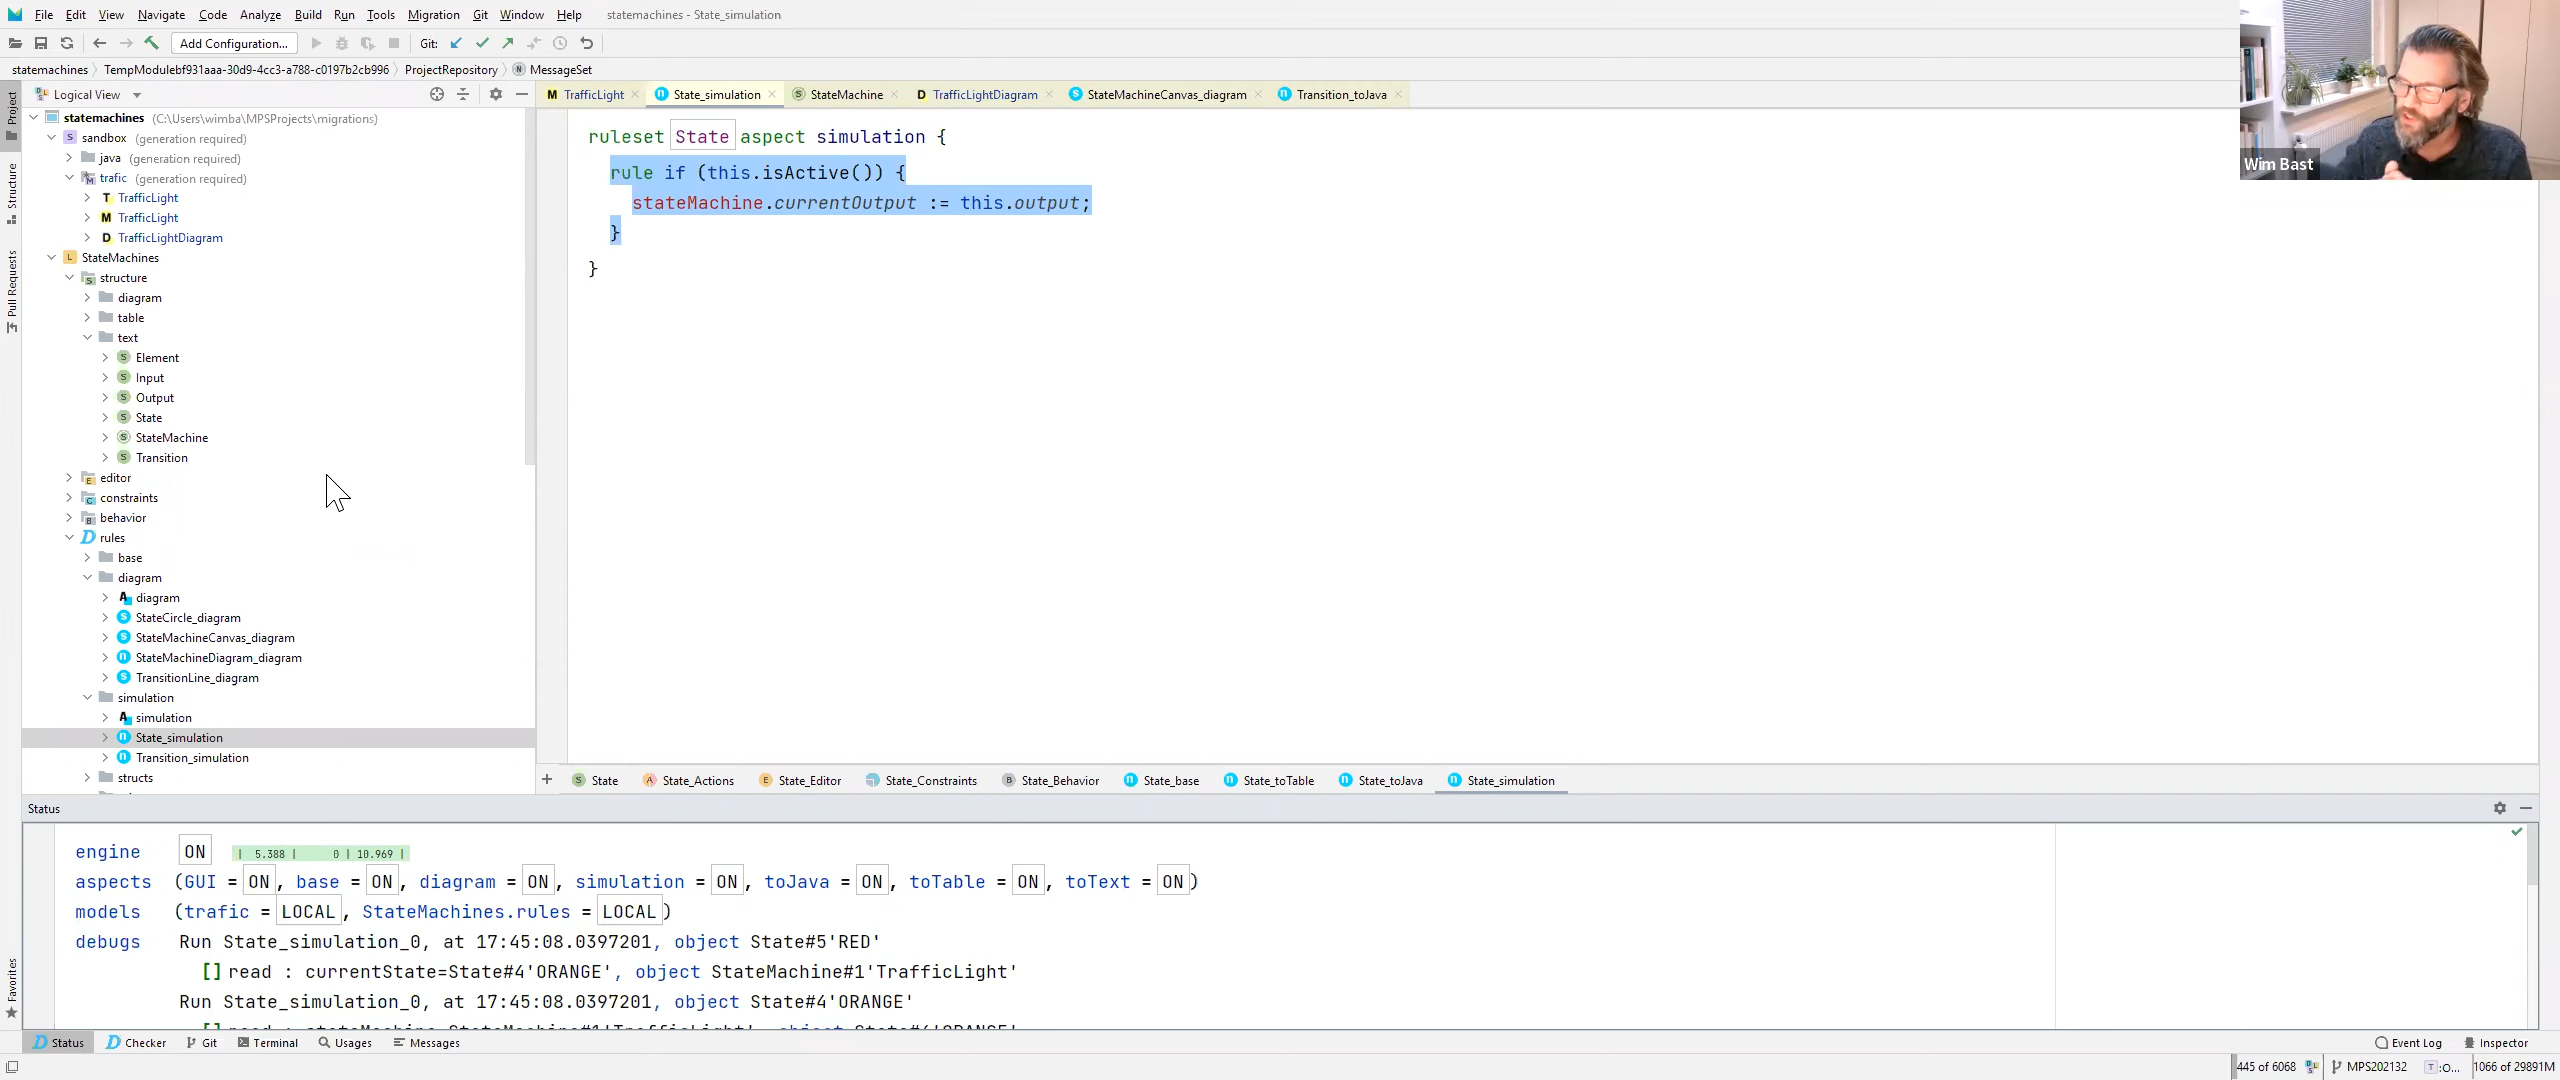 File Edit View Navigate Code Analyze Build Run Tools Migration Git Window Help statemachines - State_simulation
Add Configuration... Git:
statemachines TempModulebf931aaa-30d9-4cc3-a788-c0197b2cb996 ProjectRepository N MessageSet
Logical View
M TrafficLight State_simulation S StateMachine D TrafficLightDiagram S StateMachineCanvas_diagram Transition_toJava
Project
Structure
Pull Requests
Favorites
statemachines (C:\Users\wimba\MPSProjects\migrations)
S sandbox (generation required)
java (generation required)
M trafic (generation required)
T TrafficLight
M TrafficLight
D TrafficLightDiagram
L StateMachines
S structure
diagram
table
text
S Element
S Input
S Output
S State
S StateMachine
S Transition
E editor
C constraints
B behavior
D rules
base
diagram
A diagram
S StateCircle_diagram
S StateMachineCanvas_diagram
n StateMachineDiagram_diagram
S TransitionLine_diagram
simulation
A simulation
n State_simulation
n Transition_simulation
structs
ruleset State aspect simulation {
rule if (this.isActive()) {
stateMachine.currentOutput := this.output;
}
}
Wim Bast
+ S State A State_Actions E State_Editor State_Constraints B State_Behavior n State_base n State_toTable n State_toJava n State_simulation
Status
engine ON | 5.388 | 0 | 10.969 |
aspects (GUI = ON, base = ON, diagram = ON, simulation = ON, toJava = ON, toTable = ON, toText = ON)
models (trafic = LOCAL, StateMachines.rules = LOCAL)
debugs Run State_simulation_0, at 17:45:08.0397201, object State#5'RED'
[] read : currentState=State#4'ORANGE', object StateMachine#1'TrafficLight'
Run State_simulation_0, at 17:45:08.0397201, object State#4'ORANGE'
[] read : stateMachine=StateMachine#1'TrafficLight', object State#4'ORANGE'
D Status D Checker Git Terminal Usages Messages Event Log Inspector
445 of 6068 MPS202132 T :O... 1066 of 29891M